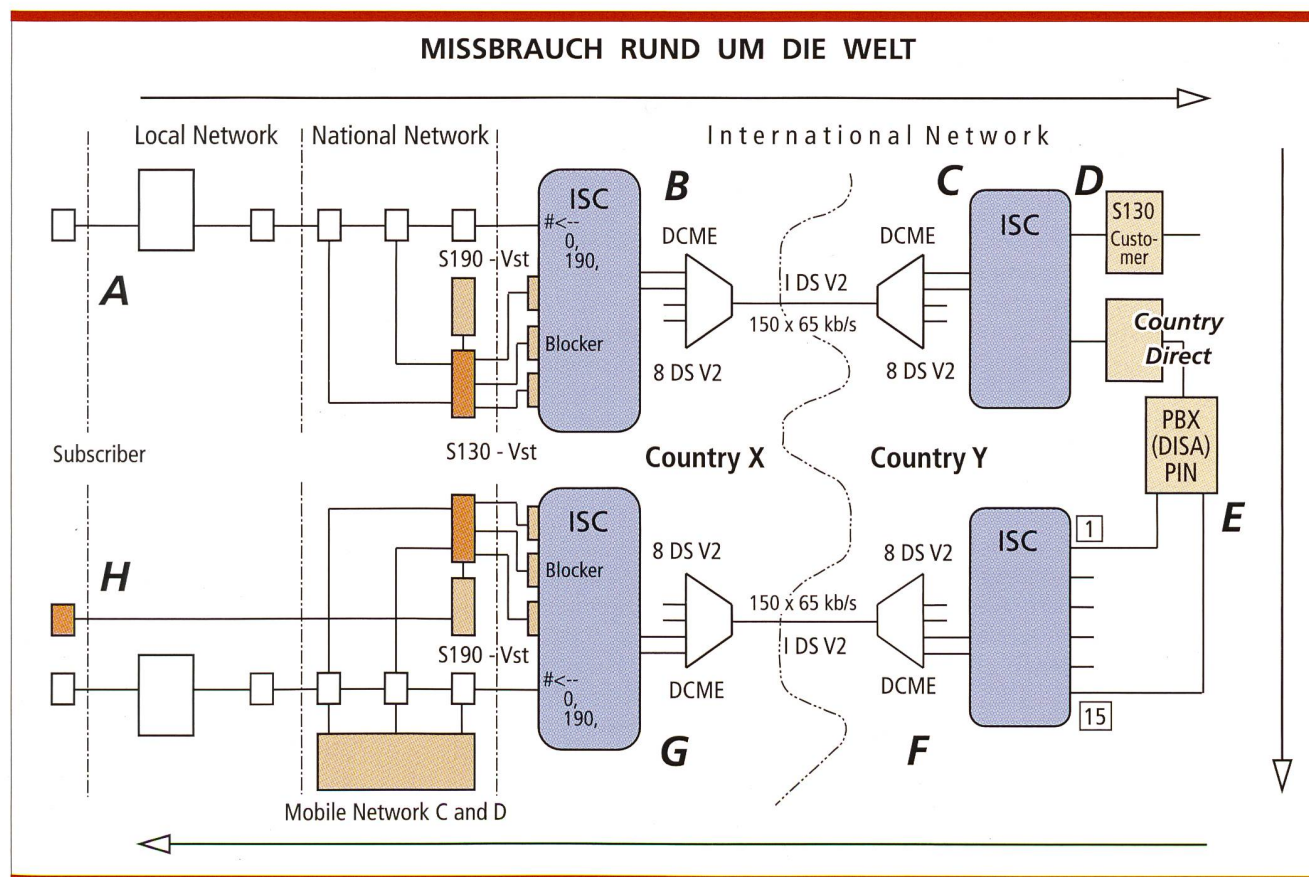 MISSBRAUCH RUND UM DIE WELT
Local Network
National Network
International Network
A
S190 - Vst
ISC
#<--
0,
190,
Blocker
B
DCME
8 DS V2
I DS V2
150 x 65 kb/s
C
DCME
8 DS V2
ISC
D
S130
Custo-
mer
Country
Direct
PBX
(DISA)
PIN
E
Subscriber
S130 - Vst
Country X
Country Y
H
ISC
Blocker
S190 - Vst
#<--
0,
190,
8 DS V2
DCME
G
150 x 65 kb/s
I DS V2
8 DS V2
DCME
F
ISC
1
15
Mobile Network C and D